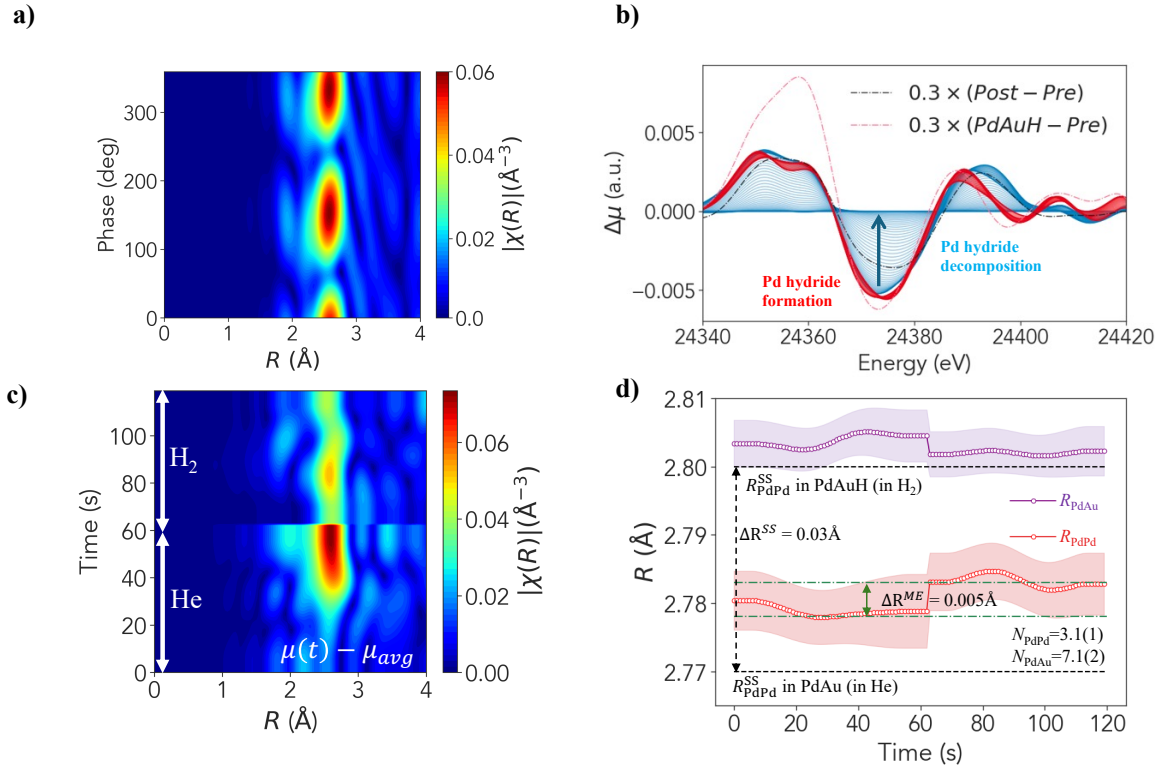 a)
Phase (deg)
300
200
100
0
0 1 2 3 4
R (Å)
0.06
0.04
0.02
0.0
|χ(R)|(Å⁻³)
b)
Δμ (a.u.)
0.005
0.000
−0.005
0.3 × (Post − Pre)
0.3 × (PdAuH − Pre)
Pd hydride
formation
Pd hydride
decomposition
24340 24360 24380 24400 24420
Energy (eV)
c)
Time (s)
100
80
60
40
20
0
H₂
He
μ(t) − μavg
0 1 2 3 4
R (Å)
0.06
0.04
0.02
0.00
|χ(R)|(Å⁻³)
d)
R (Å)
2.81
2.80
2.79
2.78
2.77
R^SS_PdPd in PdAuH (in H₂)
R_PdAu
R_PdPd
ΔR^SS = 0.03Å
ΔR^ME = 0.005Å
N_PdPd=3.1(1)
N_PdAu=7.1(2)
R^SS_PdPd in PdAu (in He)
0 20 40 60 80 100 120
Time (s)